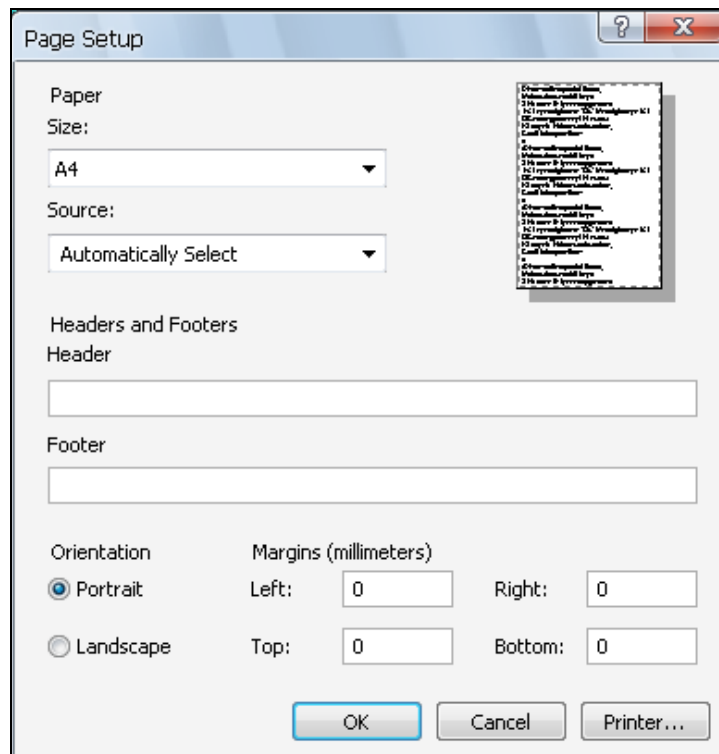 Page Setup
?
X
Paper
Size:
A4
Source:
Automatically Select
Headers and Footers
Header
Footer
Orientation Margins (millimeters)
Portrait Left: 0 Right: 0
Landscape Top: 0 Bottom: 0
OK Cancel Printer...